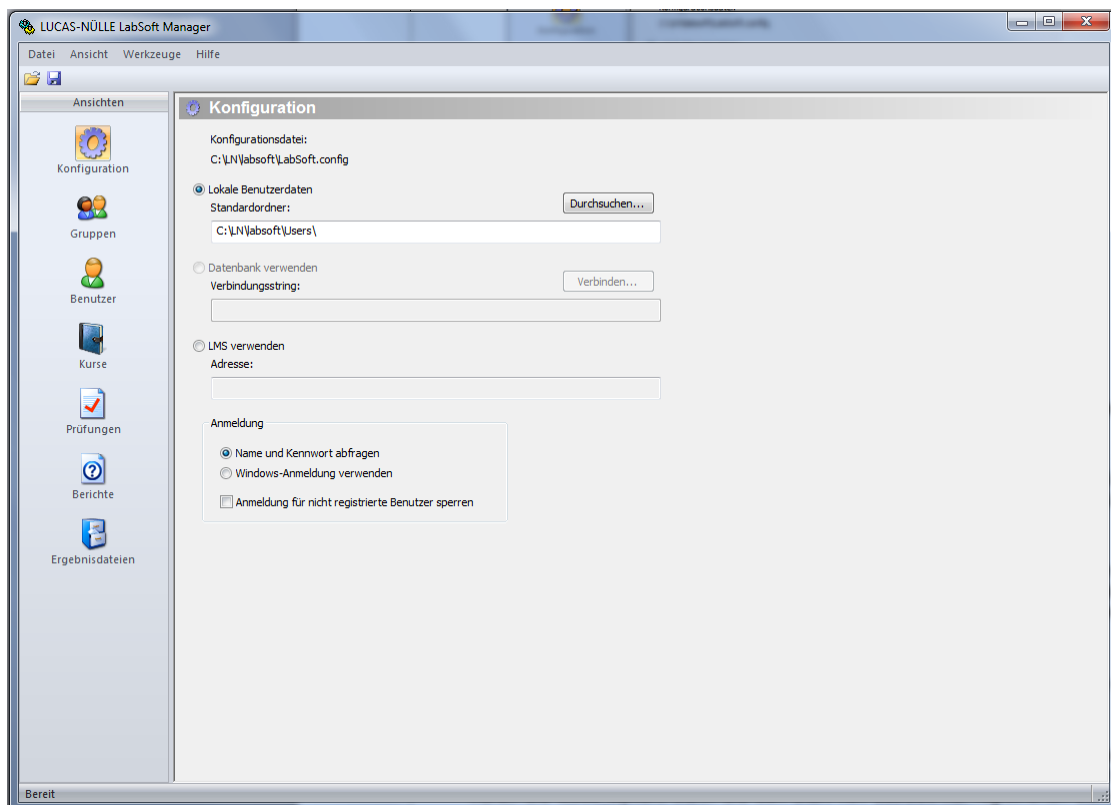 LUCAS-NÜLLE LabSoft Manager
Datei Ansicht Werkzeuge Hilfe
Ansichten
Konfiguration
Gruppen
Benutzer
Kurse
Prüfungen
Berichte
Ergebnisdateien
Konfiguration
Konfigurationsdatei:
C:\LN\labsoft\LabSoft.config
Lokale Benutzerdaten
Standardordner:
Durchsuchen...
C:\LN\labsoft\Users\
Datenbank verwenden
Verbindungsstring:
Verbinden...
LMS verwenden
Adresse:
Anmeldung
Name und Kennwort abfragen
Windows-Anmeldung verwenden
Anmeldung für nicht registrierte Benutzer sperren
Bereit